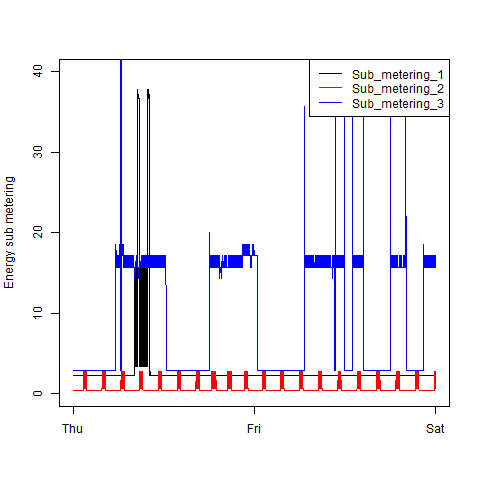 Sub_metering_1
Sub_metering_2
Sub_metering_3
Energy sub metering
40
30
20
10
0
Thu
Fri
Sat